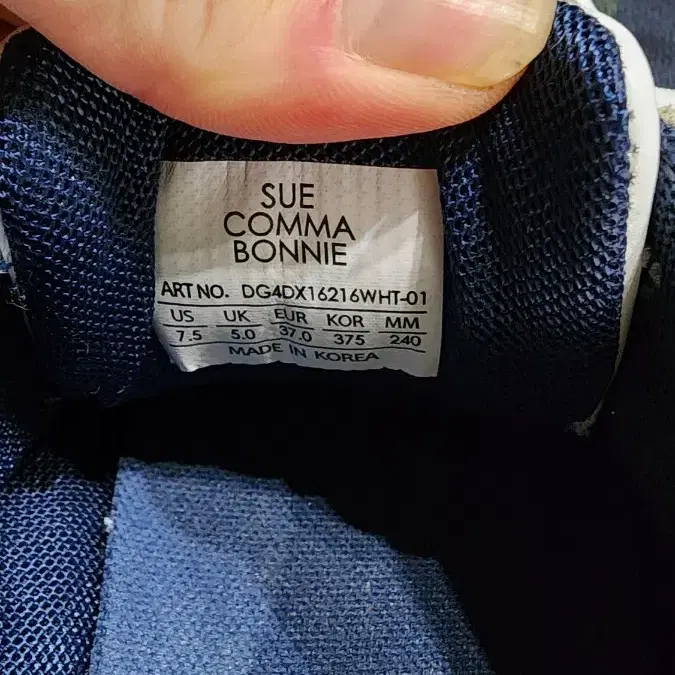 SUE
COMMA
BONNIE
ART NO. DG4DX16216WHT-01
US UK EUR KOR MM
7.5 5.0 37.0 375 240
MADE IN KOREA